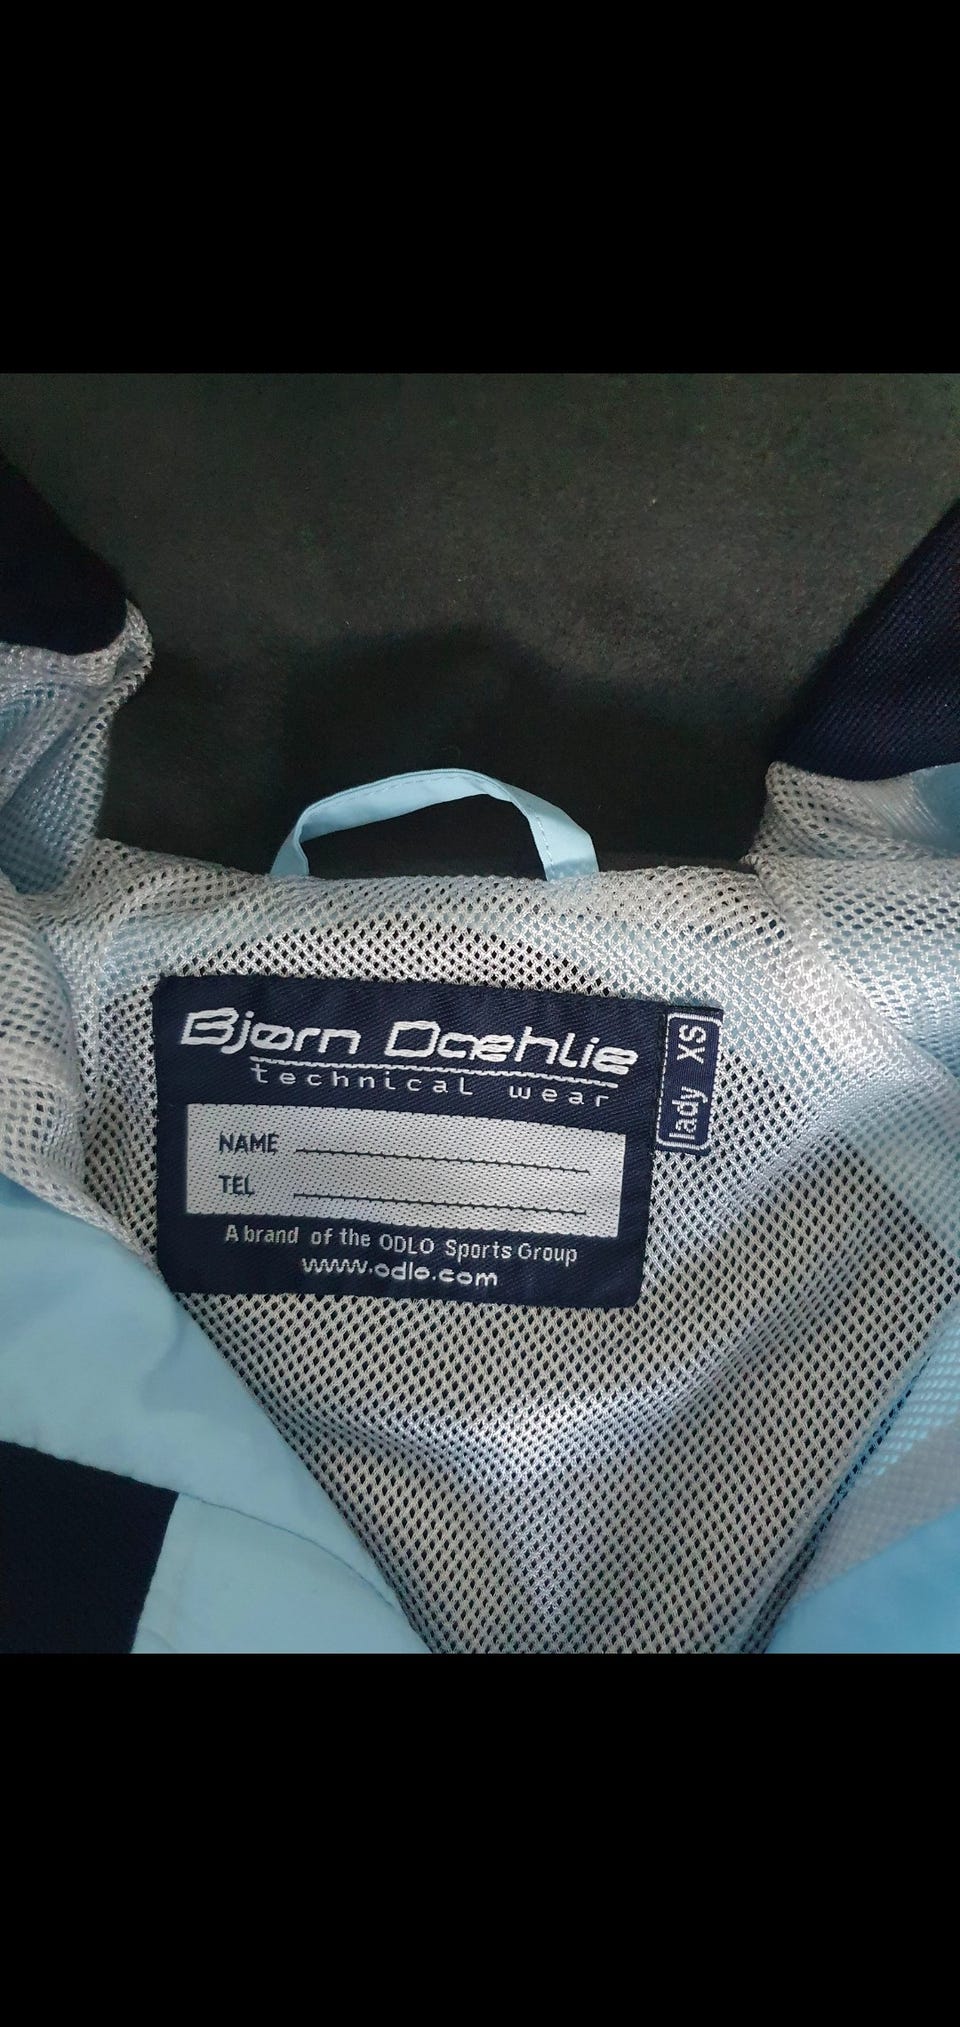 Bjørn Dæhlie
technical wear
NAME
TEL
A brand of the ODLO Sports Group
www.odlo.com
lady XS